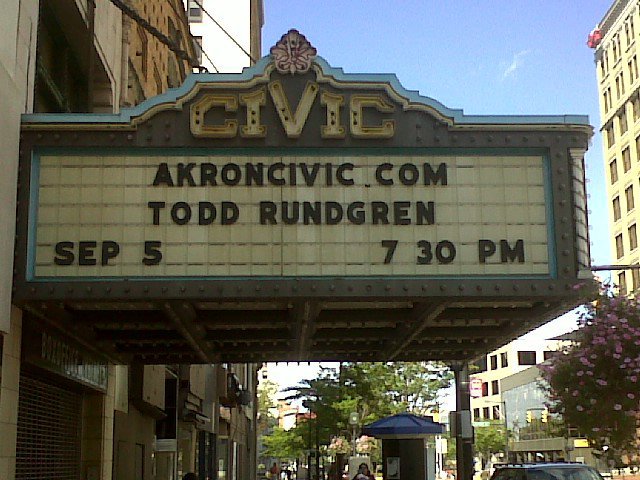 CIVIC
AKRONCIVIC.COM
TODD RUNDGREN
SEP 5 7 30 PM